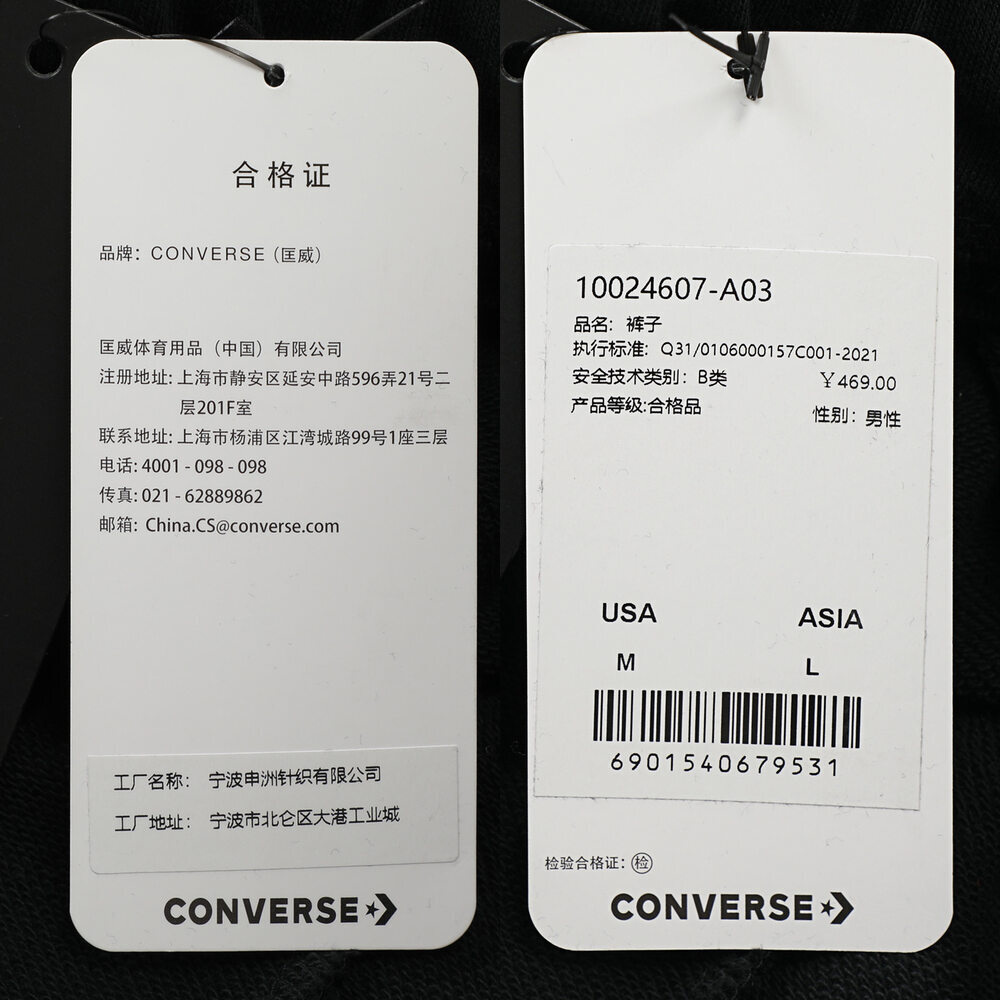 合格证
品牌：CONVERSE（匡威）
匡威体育用品（中国）有限公司
注册地址: 上海市静安区延安中路596弄21号二
层201F室
联系地址: 上海市杨浦区江湾城路99号1座三层
电话: 4001 - 098 - 098
传真: 021 - 62889862
邮箱: China.CS@converse.com
工厂名称： 宁波申洲针织有限公司
工厂地址： 宁波市北仑区大港工业城
CONVERSE
10024607-A03
品名： 裤子
执行标准： Q31/0106000157C001-2021
安全技术类别： B类 ￥469.00
产品等级:合格品 性别： 男性
USA ASIA
M L
6901540679531
检验合格证：检
CONVERSE